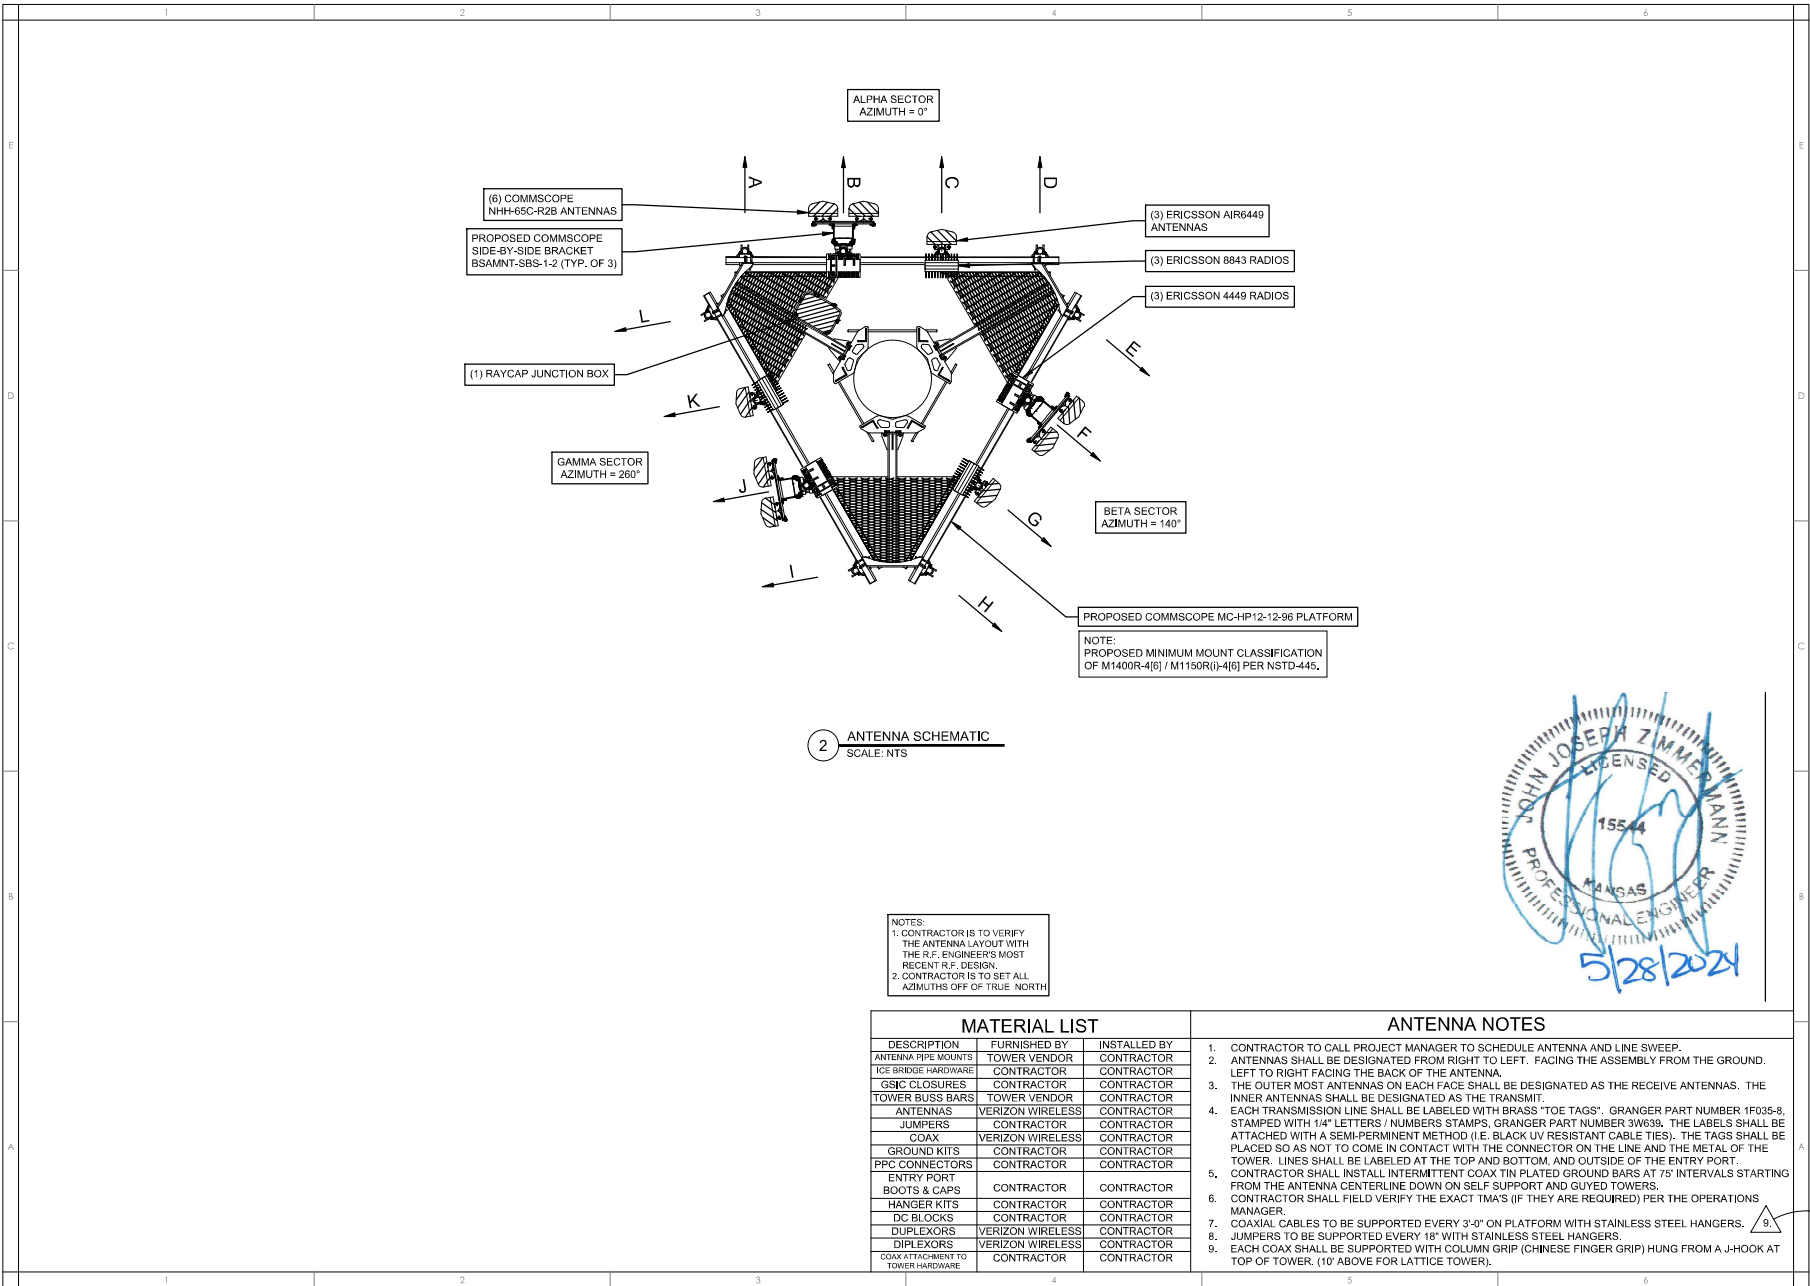 1 2 3 4 5 6
E E
D D
C C
B B
A A
ALPHA SECTOR
AZIMUTH = 0°
A B C D
(6) COMMSCOPE
NHH-65C-R2B ANTENNAS
PROPOSED COMMSCOPE
SIDE-BY-SIDE BRACKET
BSAMNT-SBS-1-2 (TYP. OF 3)
(3) ERICSSON AIR6449
ANTENNAS
(3) ERICSSON 8843 RADIOS
(3) ERICSSON 4449 RADIOS
L
E
(1) RAYCAP JUNCTION BOX
K
F
GAMMA SECTOR
AZIMUTH = 260°
J
G
BETA SECTOR
AZIMUTH = 140°
I
H
PROPOSED COMMSCOPE MC-HP12-12-96 PLATFORM
NOTE:
PROPOSED MINIMUM MOUNT CLASSIFICATION
OF M1400R-4[6] / M1150R(i)-4[6] PER NSTD-445.
2 ANTENNA SCHEMATIC
SCALE: NTS
JOHN JOSEPH ZIMMERMANN
LICENSED
15544
KANSAS
PROFESSIONAL ENGINEER
5/28/2024
NOTES:
1. CONTRACTOR IS TO VERIFY
THE ANTENNA LAYOUT WITH
THE R.F. ENGINEER'S MOST
RECENT R.F. DESIGN.
2. CONTRACTOR IS TO SET ALL
AZIMUTHS OFF OF TRUE NORTH
MATERIAL LIST
DESCRIPTION FURNISHED BY INSTALLED BY
ANTENNA PIPE MOUNTS TOWER VENDOR CONTRACTOR
ICE BRIDGE HARDWARE CONTRACTOR CONTRACTOR
GSIC CLOSURES CONTRACTOR CONTRACTOR
TOWER BUSS BARS TOWER VENDOR CONTRACTOR
ANTENNAS VERIZON WIRELESS CONTRACTOR
JUMPERS CONTRACTOR CONTRACTOR
COAX VERIZON WIRELESS CONTRACTOR
GROUND KITS CONTRACTOR CONTRACTOR
PPC CONNECTORS CONTRACTOR CONTRACTOR
ENTRY PORT
BOOTS & CAPS CONTRACTOR CONTRACTOR
HANGER KITS CONTRACTOR CONTRACTOR
DC BLOCKS CONTRACTOR CONTRACTOR
DUPLEXORS VERIZON WIRELESS CONTRACTOR
DIPLEXORS VERIZON WIRELESS CONTRACTOR
COAX ATTACHMENT TO
TOWER HARDWARE CONTRACTOR CONTRACTOR
ANTENNA NOTES
1. CONTRACTOR TO CALL PROJECT MANAGER TO SCHEDULE ANTENNA AND LINE SWEEP.
2. ANTENNAS SHALL BE DESIGNATED FROM RIGHT TO LEFT. FACING THE ASSEMBLY FROM THE GROUND.
LEFT TO RIGHT FACING THE BACK OF THE ANTENNA.
3. THE OUTER MOST ANTENNAS ON EACH FACE SHALL BE DESIGNATED AS THE RECEIVE ANTENNAS. THE
INNER ANTENNAS SHALL BE DESIGNATED AS THE TRANSMIT.
4. EACH TRANSMISSION LINE SHALL BE LABELED WITH BRASS "TOE TAGS". GRANGER PART NUMBER 1F035-8,
STAMPED WITH 1/4" LETTERS / NUMBERS STAMPS, GRANGER PART NUMBER 3W639. THE LABELS SHALL BE
ATTACHED WITH A SEMI-PERMINENT METHOD (I.E. BLACK UV RESISTANT CABLE TIES). THE TAGS SHALL BE
PLACED SO AS NOT TO COME IN CONTACT WITH THE CONNECTOR ON THE LINE AND THE METAL OF THE
TOWER. LINES SHALL BE LABELED AT THE TOP AND BOTTOM, AND OUTSIDE OF THE ENTRY PORT.
5. CONTRACTOR SHALL INSTALL INTERMITTENT COAX TIN PLATED GROUND BARS AT 75' INTERVALS STARTING
FROM THE ANTENNA CENTERLINE DOWN ON SELF SUPPORT AND GUYED TOWERS.
6. CONTRACTOR SHALL FIELD VERIFY THE EXACT TMA'S (IF THEY ARE REQUIRED) PER THE OPERATIONS
MANAGER.
7. COAXIAL CABLES TO BE SUPPORTED EVERY 3'-0" ON PLATFORM WITH STAINLESS STEEL HANGERS. 9.
8. JUMPERS TO BE SUPPORTED EVERY 18" WITH STAINLESS STEEL HANGERS.
9. EACH COAX SHALL BE SUPPORTED WITH COLUMN GRIP (CHINESE FINGER GRIP) HUNG FROM A J-HOOK AT
TOP OF TOWER. (10' ABOVE FOR LATTICE TOWER).
1 2 3 4 5 6